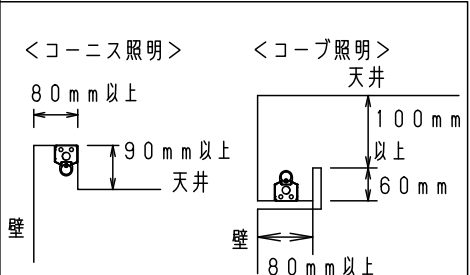 ＜コーニス照明＞
80mm以上
90mm以上
天井
壁
＜コーブ照明＞
天井
100mm
以上
60mm
壁
80mm以上